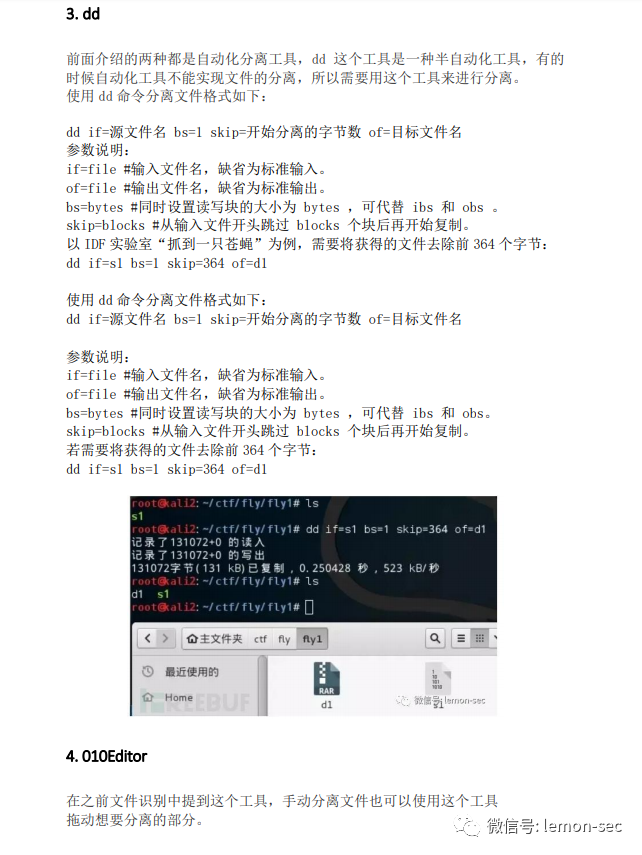 3. dd
前面介绍的两种都是自动化分离工具，dd 这个工具是一种半自动化工具，有的
时候自动化工具不能实现文件的分离，所以需要用这个工具来进行分离。
使用 dd 命令分离文件格式如下：
dd if=源文件名 bs=1 skip=开始分离的字节数 of=目标文件名
参数说明：
if=file #输入文件名，缺省为标准输入。
of=file #输出文件名，缺省为标准输出。
bs=bytes #同时设置读写块的大小为 bytes ，可代替 ibs 和 obs 。
skip=blocks #从输入文件开头跳过 blocks 个块后再开始复制。
以 IDF 实验室“抓到一只苍蝇”为例，需要将获得的文件去除前 364 个字节：
dd if=s1 bs=1 skip=364 of=d1
使用 dd 命令分离文件格式如下：
dd if=源文件名 bs=1 skip=开始分离的字节数 of=目标文件名
参数说明：
if=file #输入文件名，缺省为标准输入。
of=file #输出文件名，缺省为标准输出。
bs=bytes #同时设置读写块的大小为 bytes ，可代替 ibs 和 obs。
skip=blocks #从输入文件开头跳过 blocks 个块后再开始复制。
若需要将获得的文件去除前 364 个字节：
dd if=s1 bs=1 skip=364 of=d1
root@kali2:~/ctf/fly/fly1# ls
s1
root@kali2:~/ctf/fly/fly1# dd if=s1 bs=1 skip=364 of=d1
记录了131072+0 的读入
记录了131072+0 的写出
131072字节(131 kB)已复制，0.250428 秒，523 kB/秒
root@kali2:~/ctf/fly/fly1# ls
d1 s1
root@kali2:~/ctf/fly/fly1#
主文件夹 ctf fly fly1
最近使用的
Home
RAR
d1
s1
REEBUF
微信号: lemon-sec
4. 010Editor
在之前文件识别中提到这个工具，手动分离文件也可以使用这个工具
拖动想要分离的部分。
微信号: lemon-sec